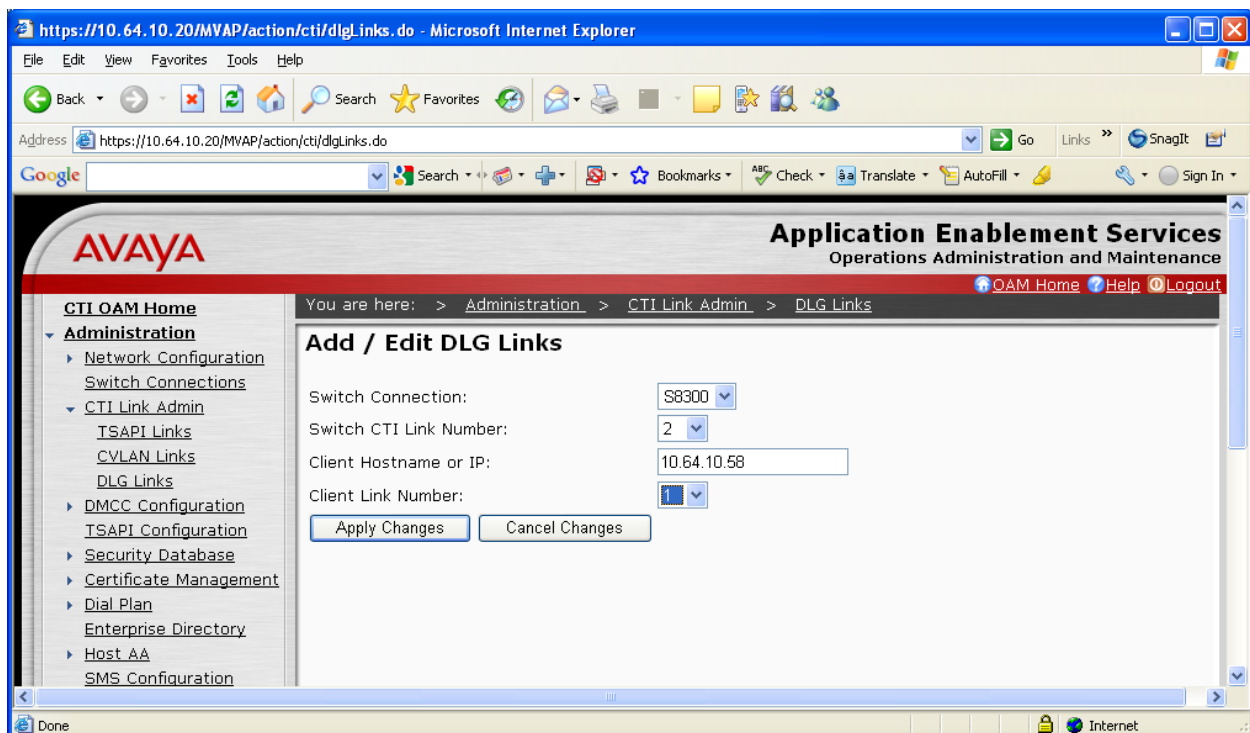 https://10.64.10.20/MVAP/action/cti/dlgLinks.do - Microsoft Internet Explorer
File Edit View Favorites Tools Help
Back Search Favorites
Address https://10.64.10.20/MVAP/action/cti/dlgLinks.do Go Links » SnagIt
Google Search Bookmarks ABC Check Translate AutoFill Sign In
AVAYA
Application Enablement Services
Operations Administration and Maintenance
OAM Home Help Logout
You are here: > Administration > CTI Link Admin > DLG Links
CTI OAM Home
Administration
Network Configuration
Switch Connections
CTI Link Admin
TSAPI Links
CVLAN Links
DLG Links
DMCC Configuration
TSAPI Configuration
Security Database
Certificate Management
Dial Plan
Enterprise Directory
Host AA
SMS Configuration
Add / Edit DLG Links
Switch Connection: S8300
Switch CTI Link Number: 2
Client Hostname or IP: 10.64.10.58
Client Link Number: 1
Apply Changes Cancel Changes
Done Internet